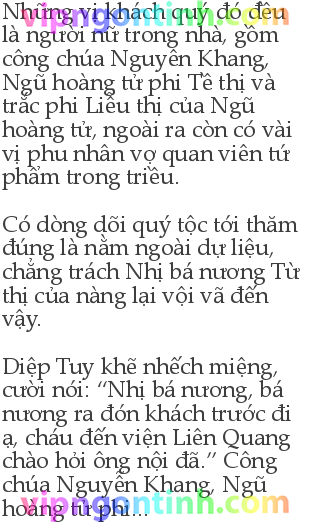 Những vị khách quý đó đều
là người nữ trong nhà, gồm
công chúa Nguyên Khang,
Ngũ hoàng tử phi Tề thị và
trắc phi Liễu thị của Ngũ
hoàng tử, ngoài ra còn có vài
vị phu nhân vợ quan viên tứ
phẩm trong triều.

Có dòng dõi quý tộc tới thăm
đúng là nằm ngoài dự liệu,
chẳng trách Nhị bá nương Từ
thị của nàng lại vội vã đến
vậy.

Diệp Tuy khẽ nhếch miệng,
cười nói: “Nhị bá nương, bá
nương ra đón khách trước đi
ạ, cháu đến viện Liên Quang
chào hỏi ông nội đã.” Công
chúa Nguyên Khang, Ngũ
hoàng tử phi...
vipngontinh.com
vipngontinh.com